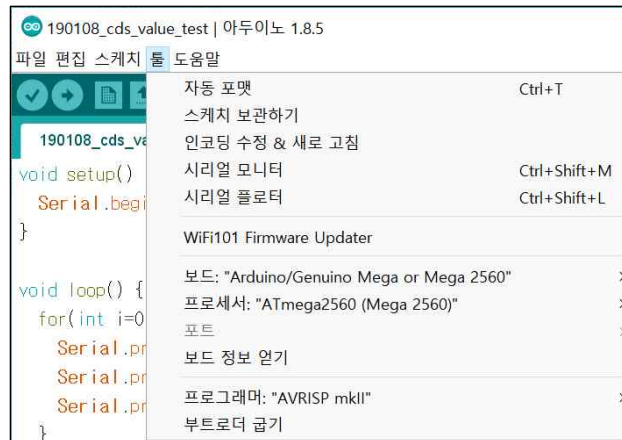 190108_cds_value_test | 아두이노 1.8.5
파일 편집 스케치 툴 도움말
190108_cds_va
void setup()
Serial.begi
}
void loop() {
for(int i=0
Serial.pr
Serial.pr
Serial.pr
}
자동 포맷 Ctrl+T
스케치 보관하기
인코딩 수정 & 새로 고침
시리얼 모니터 Ctrl+Shift+M
시리얼 플로터 Ctrl+Shift+L
WiFi101 Firmware Updater
보드: "Arduino/Genuino Mega or Mega 2560"
프로세서: "ATmega2560 (Mega 2560)"
포트
보드 정보 얻기
프로그래머: "AVRISP mkII"
부트로더 굽기